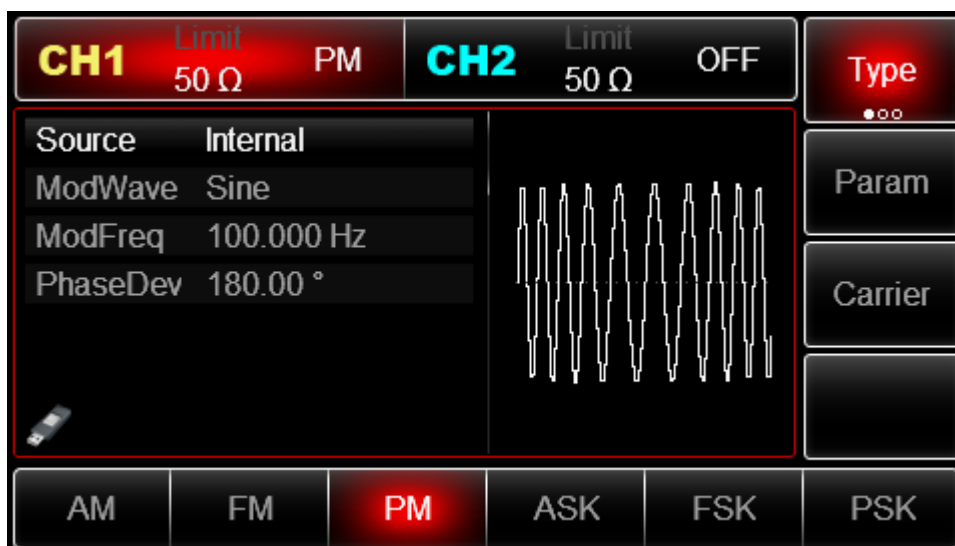 CH1 Limit 50 Ω PM CH2 Limit 50 Ω OFF
Type
Source Internal
ModWave Sine
ModFreq 100.000 Hz
PhaseDev 180.00 °
Param
Carrier
AM FM PM ASK FSK PSK